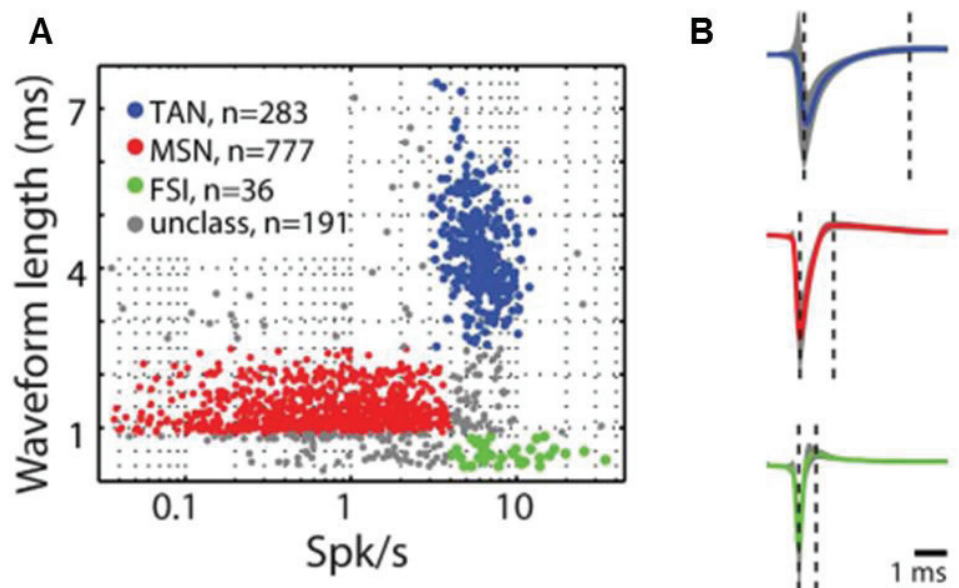 A
B
Waveform length (ms)
7
4
1
TAN, n=283
MSN, n=777
FSI, n=36
unclass, n=191
0.1 1 10
Spk/s
1 ms